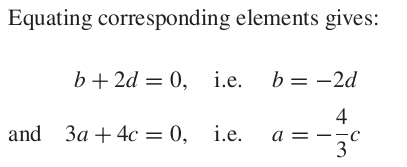 Equating corresponding elements gives:
b + 2d = 0, i.e. b = −2d
and 3a + 4c = 0, i.e. a = −4/3 c